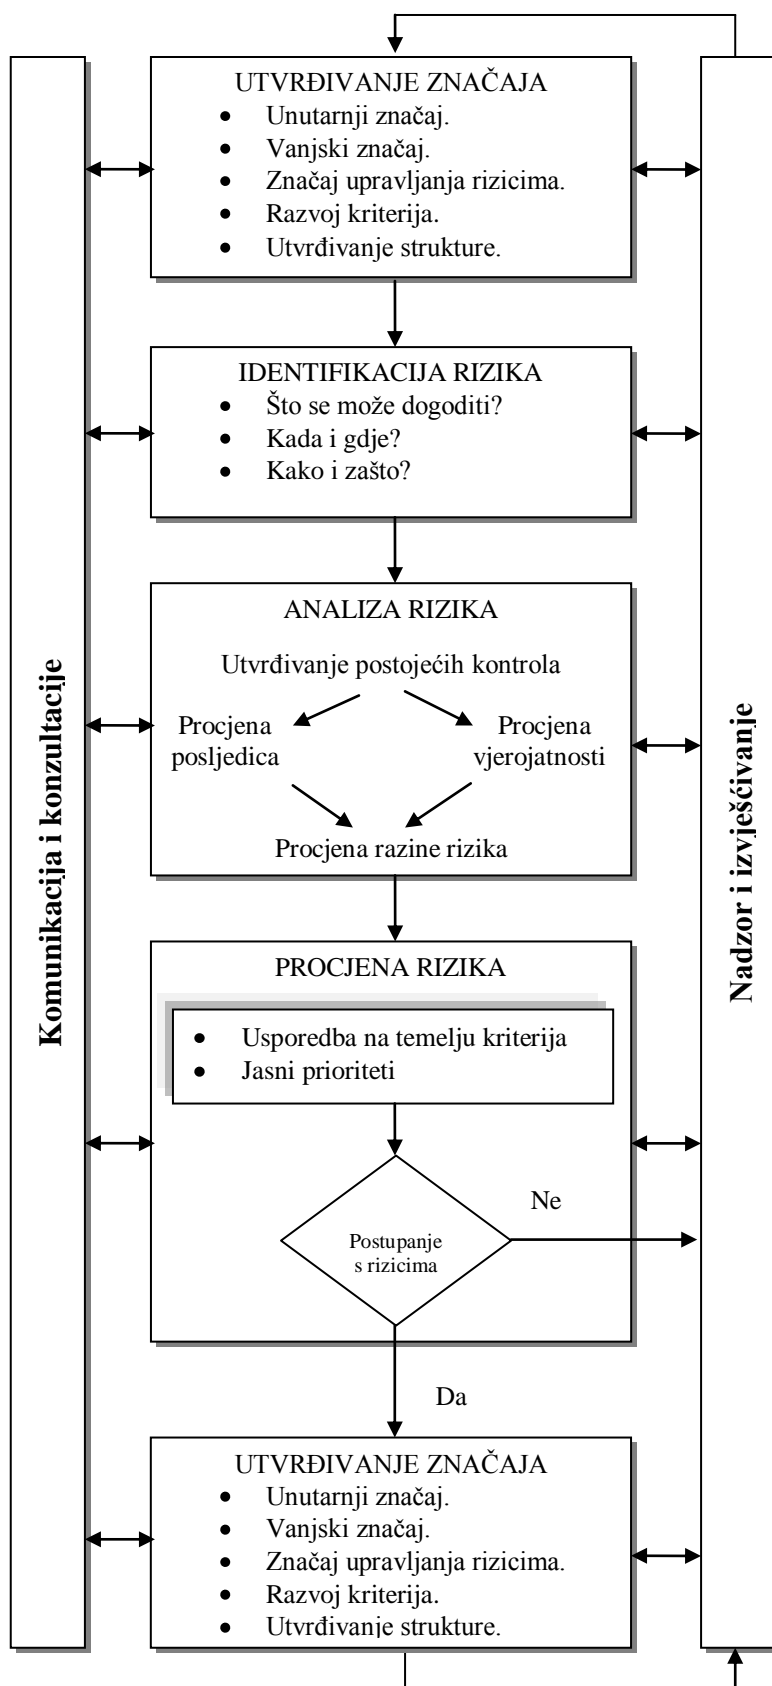 UTVRĐIVANJE ZNAČAJA
• Unutarnji značaj.
• Vanjski značaj.
• Značaj upravljanja rizicima.
• Razvoj kriterija.
• Utvrđivanje strukture.
IDENTIFIKACIJA RIZIKA
• Što se može dogoditi?
• Kada i gdje?
• Kako i zašto?
ANALIZA RIZIKA
Utvrđivanje postojećih kontrola
Procjena
posljedica
Procjena
vjerojatnosti
Procjena razine rizika
Komunikacija i konzultacije
Nadzor i izvješćivanje
PROCJENA RIZIKA
• Usporedba na temelju kriterija
• Jasni prioriteti
Ne
Postupanje
s rizicima
Da
UTVRĐIVANJE ZNAČAJA
• Unutarnji značaj.
• Vanjski značaj.
• Značaj upravljanja rizicima.
• Razvoj kriterija.
• Utvrđivanje strukture.